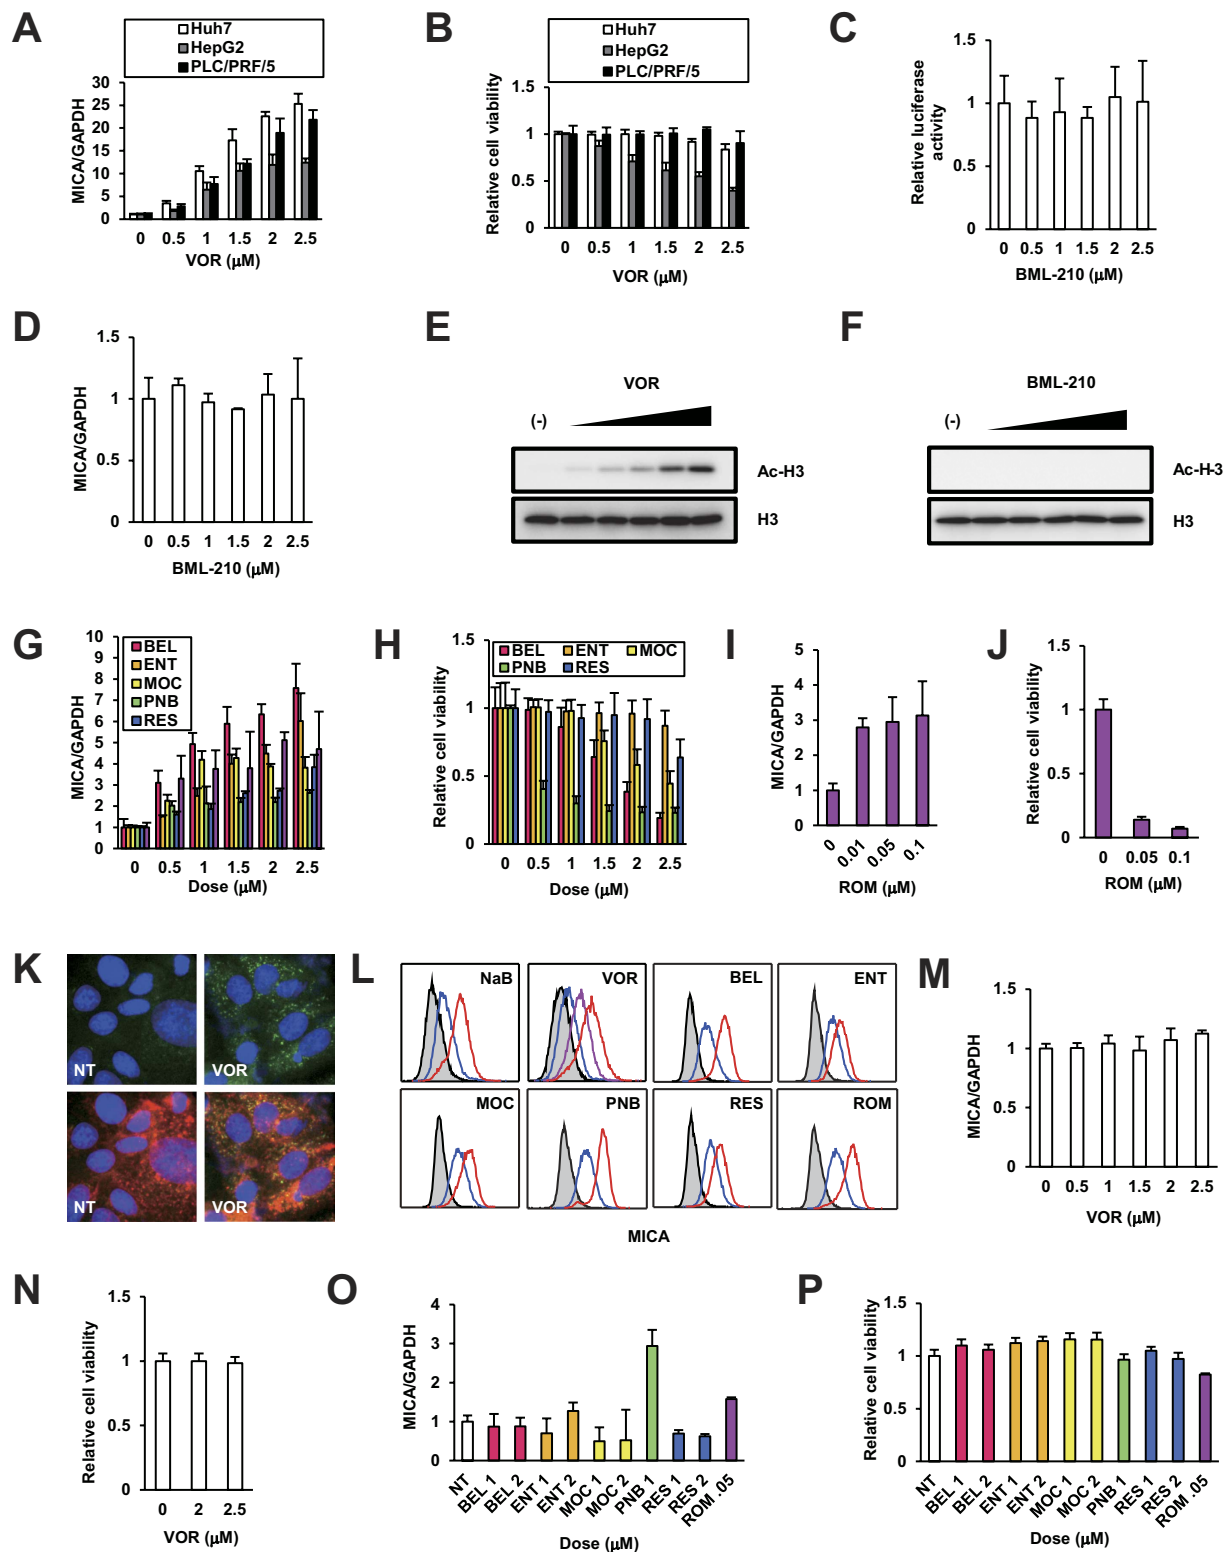 A
Huh7
HepG2
PLC/PRF/5
MICA/GAPDH
30
25
20
15
10
5
0
0 0.5 1 1.5 2 2.5
VOR (µM)
B
Huh7
HepG2
PLC/PRF/5
Relative cell viability
1.5
1
0.5
0
0 0.5 1 1.5 2 2.5
VOR (µM)
C
Relative luciferase
activity
1.5
1
0.5
0
0 0.5 1 1.5 2 2.5
BML-210 (µM)
D
MICA/GAPDH
1.5
1
0.5
0
0 0.5 1 1.5 2 2.5
BML-210 (µM)
E
VOR
(-)
Ac-H3
H3
F
BML-210
(-)
Ac-H-3
H3
G
BEL
ENT
MOC
PNB
RES
MICA/GAPDH
10
9
8
7
6
5
4
3
2
1
0
0 0.5 1 1.5 2 2.5
Dose (µM)
H
BEL ENT MOC
PNB RES
Relative cell viability
1.5
1
0.5
0
0 0.5 1 1.5 2 2.5
Dose (µM)
I
MICA/GAPDH
5
4
3
2
1
0
0 0.01 0.05 0.1
ROM (µM)
J
Relative cell viability
1.5
1
0.5
0
0 0.05 0.1
ROM (µM)
K
NT
VOR
NT
VOR
L
NaB
VOR
BEL
ENT
MOC
PNB
RES
ROM
MICA
M
MICA/GAPDH
1.5
1
0.5
0
0 0.5 1 1.5 2 2.5
VOR (µM)
N
Relative cell viability
1.5
1
0.5
0
0 2 2.5
VOR (µM)
O
MICA/GAPDH
4
3
2
1
0
NT BEL 1 BEL 2 ENT 1 ENT 2 MOC 1 MOC 2 PNB 1 RES 1 RES 2 ROM .05
Dose (µM)
P
Relative cell viability
1.5
1
0.5
0
NT BEL 1 BEL 2 ENT 1 ENT 2 MOC 1 MOC 2 PNB 1 RES 1 RES 2 ROM .05
Dose (µM)